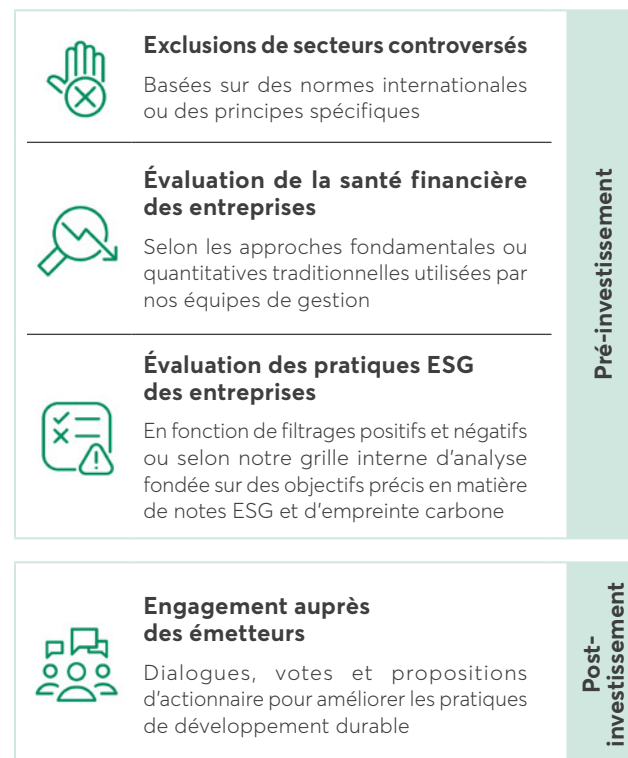 Exclusions de secteurs controversés
Basées sur des normes internationales
ou des principes spécifiques
Évaluation de la santé financière
des entreprises
Selon les approches fondamentales ou
quantitatives traditionnelles utilisées par
nos équipes de gestion
Évaluation des pratiques ESG
des entreprises
En fonction de filtrages positifs et négatifs
ou selon notre grille interne d'analyse
fondée sur des objectifs précis en matière
de notes ESG et d'empreinte carbone
Pré-investissement
Engagement auprès
des émetteurs
Dialogues, votes et propositions
d'actionnaire pour améliorer les pratiques
de développement durable
Post-
investissement